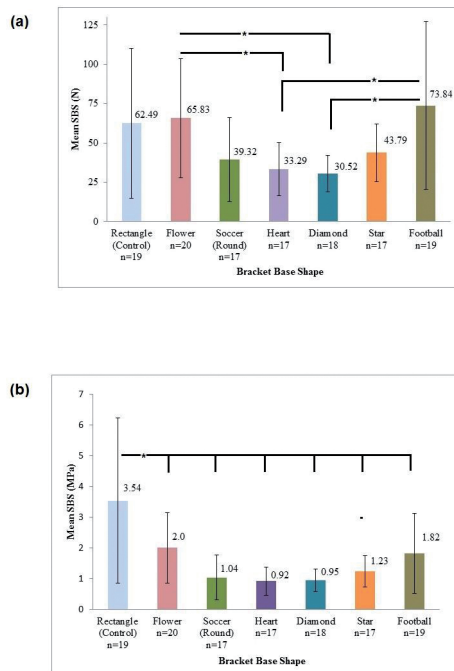 (a)
125
100
75
50
25
0
Mean SBS (N)
*
*
*
*
62.49
65.83
39.32
33.29
30.52
43.79
73.84
Rectangle Flower Soccer Heart Diamond Star Football
(Control) n=20 (Round) n=17 n=18 n=17 n=19
n=19 n=17
Bracket Base Shape
(b)
7
6
5
4
3
2
1
0
Mean SBS (MPa)
*
3.54
2.0
1.04
0.92
0.95
1.23
1.82
Rectangle Flower Soccer Heart Diamond Star Football
(Control) n=20 (Round) n=17 n=18 n=17 n=19
n=19 n=17
Bracket Base Shape